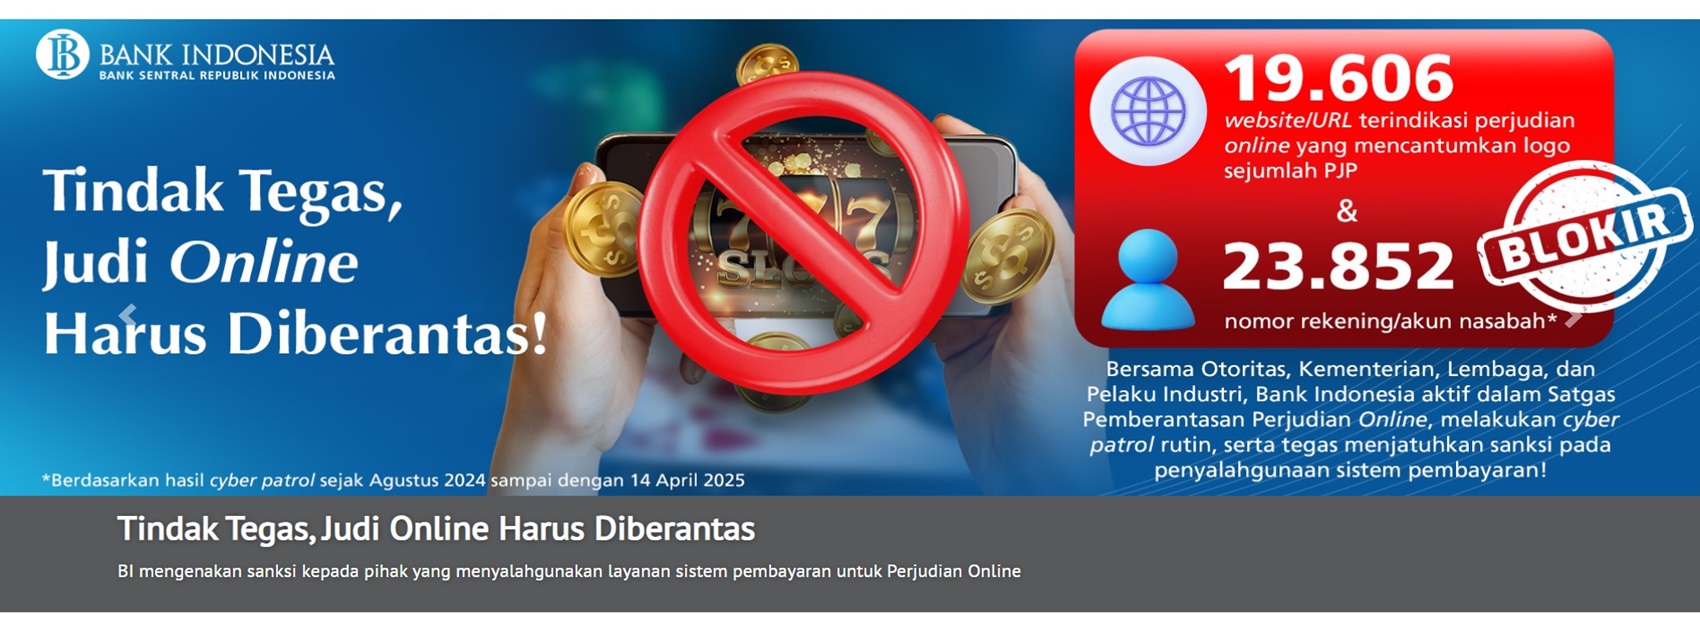 BANK INDONESIA
BANK SENTRAL REPUBLIK INDONESIA
Tindak Tegas,
Judi Online
Harus Diberantas!
*Berdasarkan hasil cyber patrol sejak Agustus 2024 sampai dengan 14 April 2025
777
SLOTS
19.606
website/URL terindikasi perjudian
online yang mencantumkan logo
sejumlah PJP
&
23.852
nomor rekening/akun nasabah*
BLOKIR
Bersama Otoritas, Kementerian, Lembaga, dan
Pelaku Industri, Bank Indonesia aktif dalam Satgas
Pemberantasan Perjudian Online, melakukan cyber
patrol rutin, serta tegas menjatuhkan sanksi pada
penyalahgunaan sistem pembayaran!
Tindak Tegas, Judi Online Harus Diberantas
BI mengenakan sanksi kepada pihak yang menyalahgunakan layanan sistem pembayaran untuk Perjudian Online